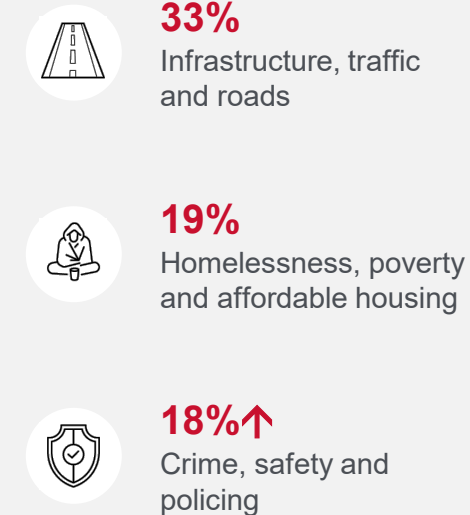 33%
Infrastructure, traffic
and roads
19%
Homelessness, poverty
and affordable housing
18%↑
Crime, safety and
policing